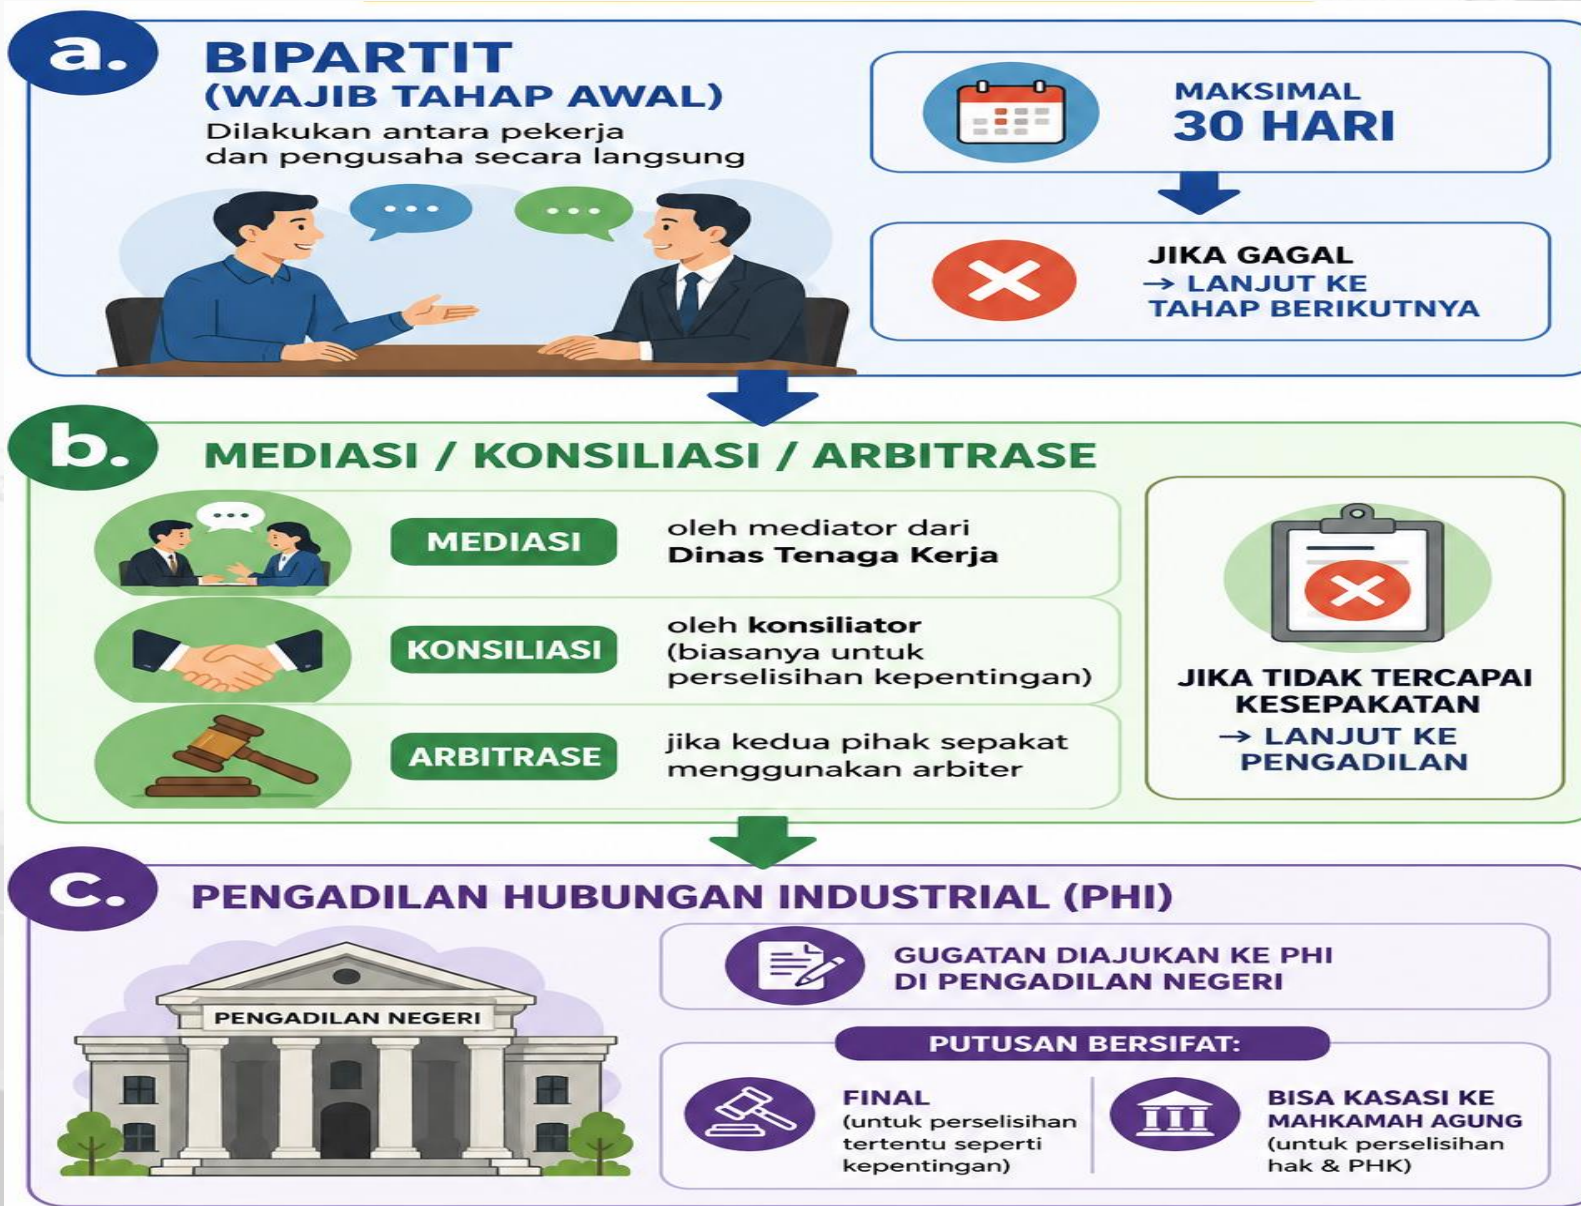 a.
BIPARTIT
(WAJIB TAHAP AWAL)
Dilakukan antara pekerja
dan pengusaha secara langsung
MAKSIMAL
30 HARI
JIKA GAGAL
→ LANJUT KE
TAHAP BERIKUTNYA
b.
MEDIASI / KONSILIASI / ARBITRASE
MEDIASI
oleh mediator dari
Dinas Tenaga Kerja
KONSILIASI
oleh konsiliator
(biasanya untuk
perselisihan kepentingan)
ARBITRASE
jika kedua pihak sepakat
menggunakan arbiter
JIKA TIDAK TERCAPAI
KESEPAKATAN
→ LANJUT KE
PENGADILAN
c.
PENGADILAN HUBUNGAN INDUSTRIAL (PHI)
PENGADILAN NEGERI
GUGATAN DIAJUKAN KE PHI
DI PENGADILAN NEGERI
PUTUSAN BERSIFAT:
FINAL
(untuk perselisihan
tertentu seperti
kepentingan)
BISA KASASI KE
MAHKAMAH AGUNG
(untuk perselisihan
hak & PHK)